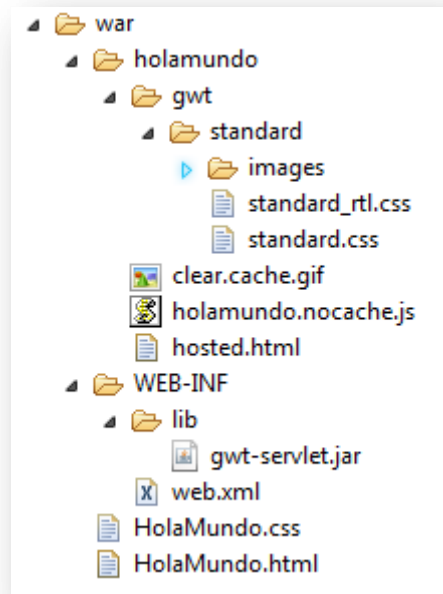 war
holamundo
gwt
standard
images
standard_rtl.css
standard.css
clear.cache.gif
holamundo.nocache.js
hosted.html
WEB-INF
lib
gwt-servlet.jar
web.xml
HolaMundo.css
HolaMundo.html